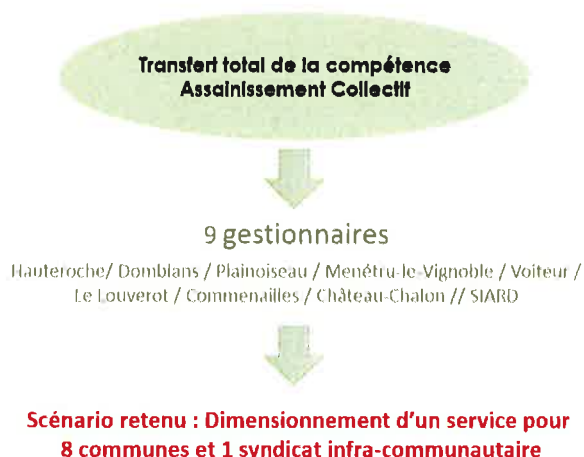 Transfert total de la compétence
Assainissement Collectif
9 gestionnaires
Hauteroche/ Domblans / Plainoiseau / Menétru-le-Vignoble / Voiteur /
Le Louverot / Commenailles / Château-Chalon // SIARD
Scénario retenu : Dimensionnement d'un service pour
8 communes et 1 syndicat infra-communautaire